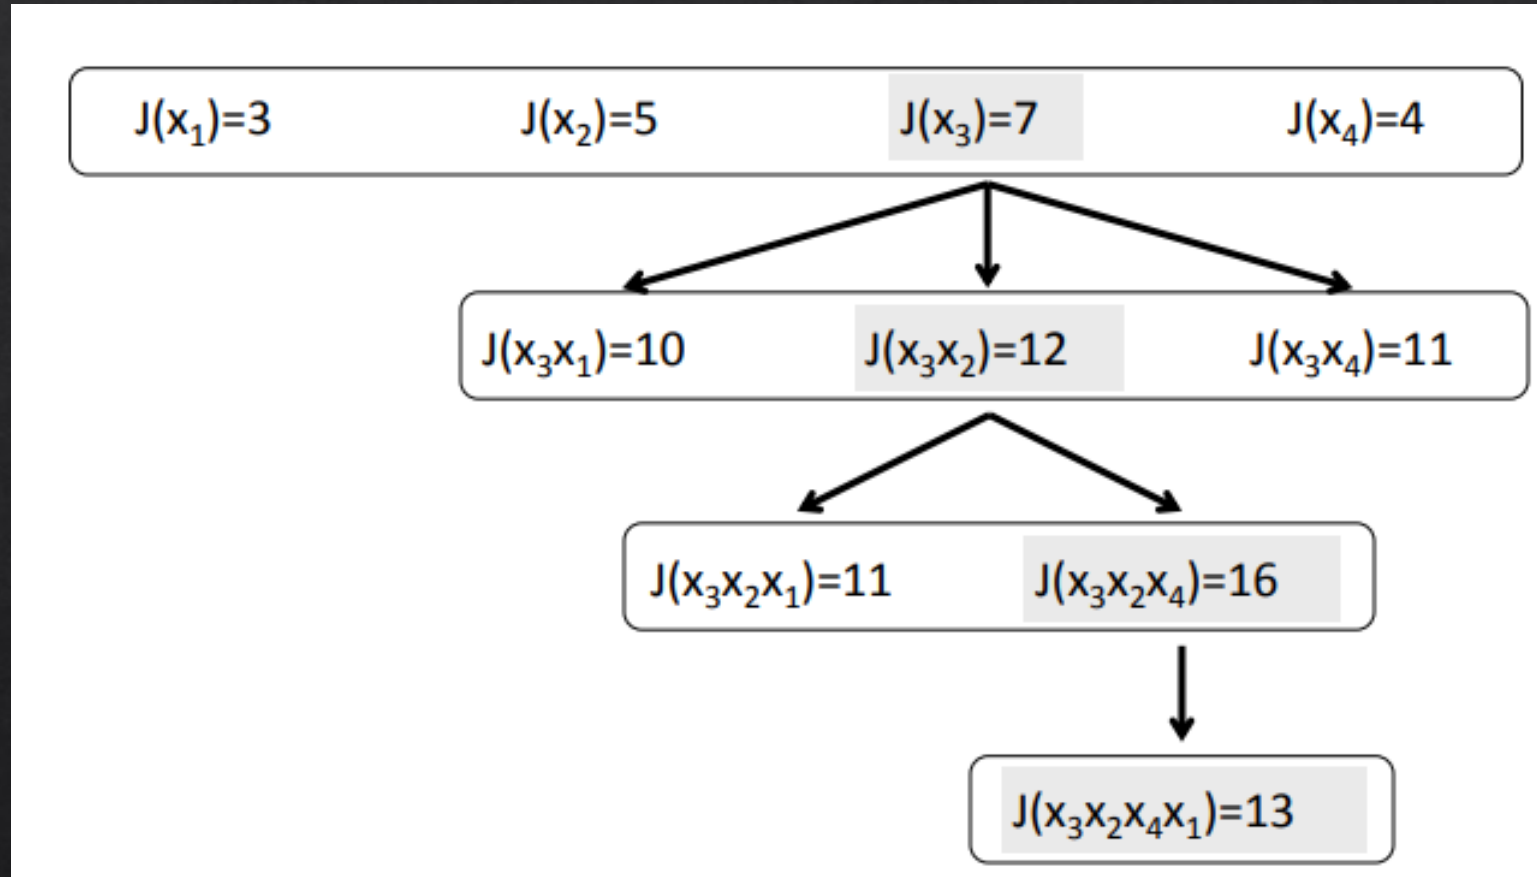 J(x₁)=3 J(x₂)=5 J(x₃)=7 J(x₄)=4
J(x₃x₁)=10 J(x₃x₂)=12 J(x₃x₄)=11
J(x₃x₂x₁)=11 J(x₃x₂x₄)=16
J(x₃x₂x₄x₁)=13